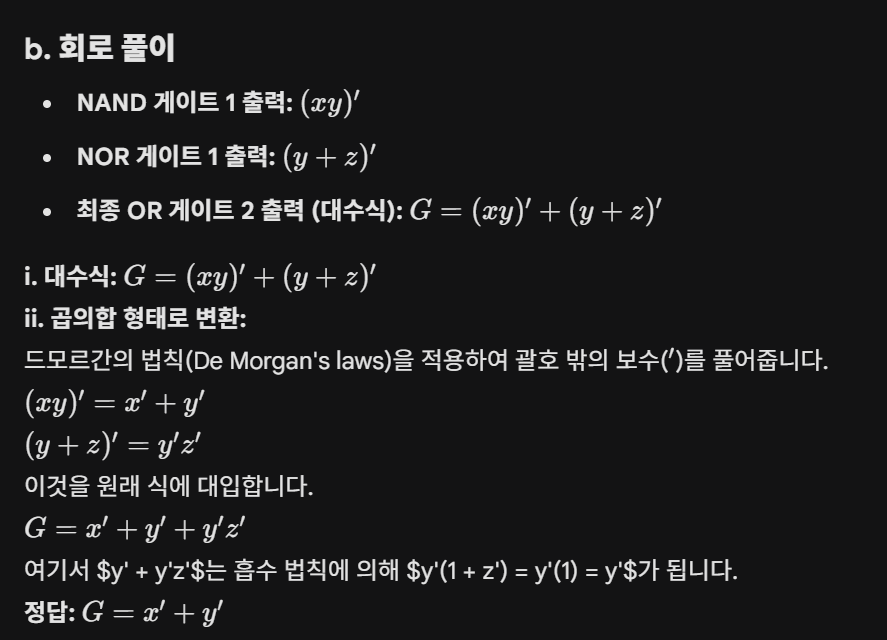 b. 회로 풀이
• NAND 게이트 1 출력: (xy)′
• NOR 게이트 1 출력: (y + z)′
• 최종 OR 게이트 2 출력 (대수식): G = (xy)′ + (y + z)′
i. 대수식: G = (xy)′ + (y + z)′
ii. 곱의합 형태로 변환:
드모르간의 법칙(De Morgan's laws)을 적용하여 괄호 밖의 보수(′)를 풀어줍니다.
(xy)′ = x′ + y′
(y + z)′ = y′z′
이것을 원래 식에 대입합니다.
G = x′ + y′ + y′z′
여기서 $y' + y'z'$는 흡수 법칙에 의해 $y'(1 + z') = y'(1) = y'$가 됩니다.
정답: G = x′ + y′